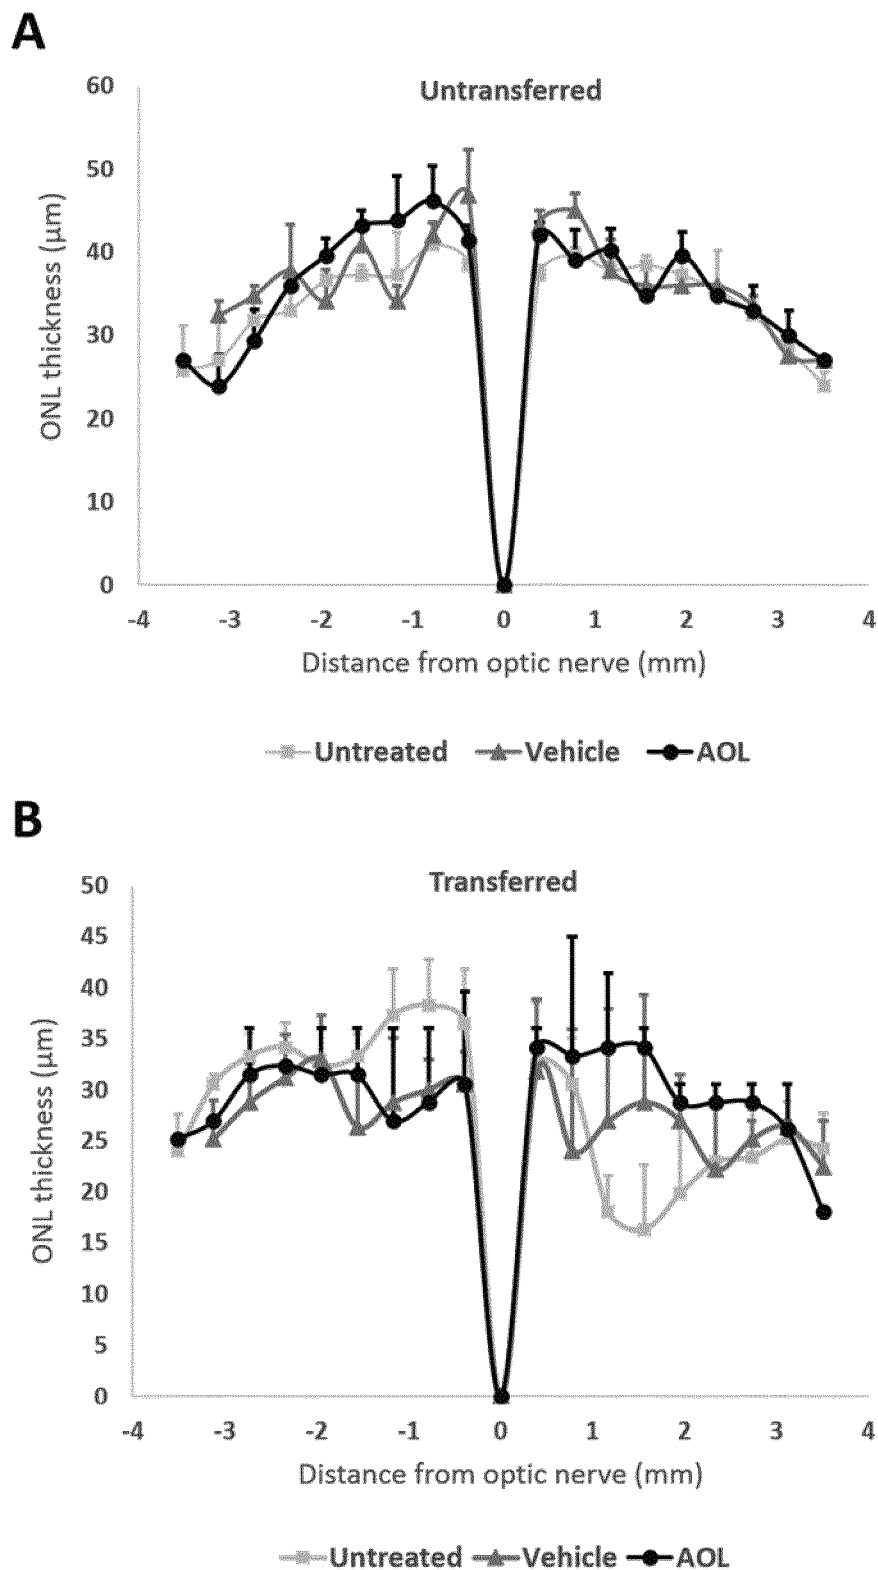 A
Untransferred
60
50
40
30
20
10
0
ONL thickness (μm)
-4 -3 -2 -1 0 1 2 3 4
Distance from optic nerve (mm)
Untreated Vehicle AOL
B
Transferred
50
45
40
35
30
25
20
15
10
5
0
ONL thickness (μm)
-4 -3 -2 -1 0 1 2 3 4
Distance from optic nerve (mm)
Untreated Vehicle AOL